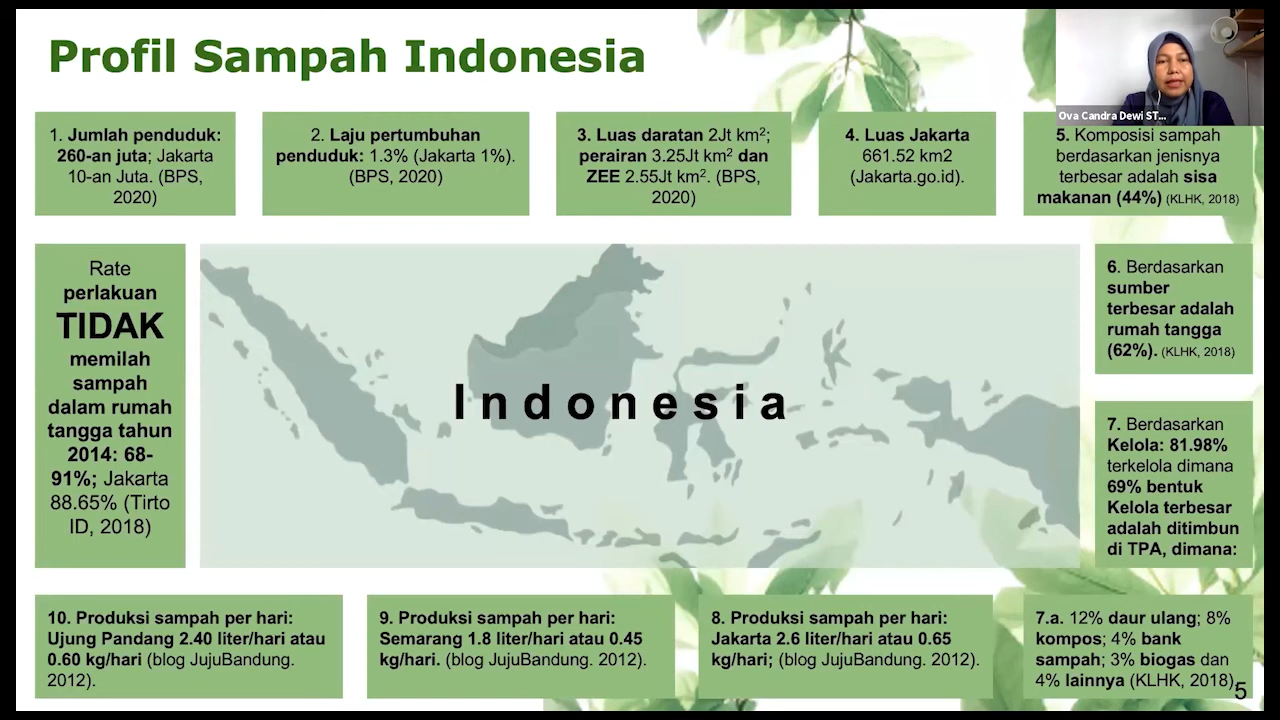 Profil Sampah Indonesia
Ova Candra Dewi ST...
1. Jumlah penduduk:
260-an juta; Jakarta
10-an Juta. (BPS,
2020)
2. Laju pertumbuhan
penduduk: 1.3% (Jakarta 1%).
(BPS, 2020)
3. Luas daratan 2Jt km²;
perairan 3.25Jt km² dan
ZEE 2.55Jt km². (BPS,
2020)
4. Luas Jakarta
661.52 km2
(Jakarta.go.id).
5. Komposisi sampah
berdasarkan jenisnya
terbesar adalah sisa
makanan (44%) (KLHK, 2018)
Rate
perlakuan
TIDAK
memilah
sampah
dalam rumah
tangga tahun
2014: 68-
91%; Jakarta
88.65% (Tirto
ID, 2018)
Indonesia
6. Berdasarkan
sumber
terbesar adalah
rumah tangga
(62%). (KLHK, 2018)
7. Berdasarkan
Kelola: 81.98%
terkelola dimana
69% bentuk
Kelola terbesar
adalah ditimbun
di TPA, dimana:
10. Produksi sampah per hari:
Ujung Pandang 2.40 liter/hari atau
0.60 kg/hari (blog JujuBandung.
2012).
9. Produksi sampah per hari:
Semarang 1.8 liter/hari atau 0.45
kg/hari. (blog JujuBandung. 2012).
8. Produksi sampah per hari:
Jakarta 2.6 liter/hari atau 0.65
kg/hari; (blog JujuBandung. 2012).
7.a. 12% daur ulang; 8%
kompos; 4% bank
sampah; 3% biogas dan
4% lainnya (KLHK, 2018).
5